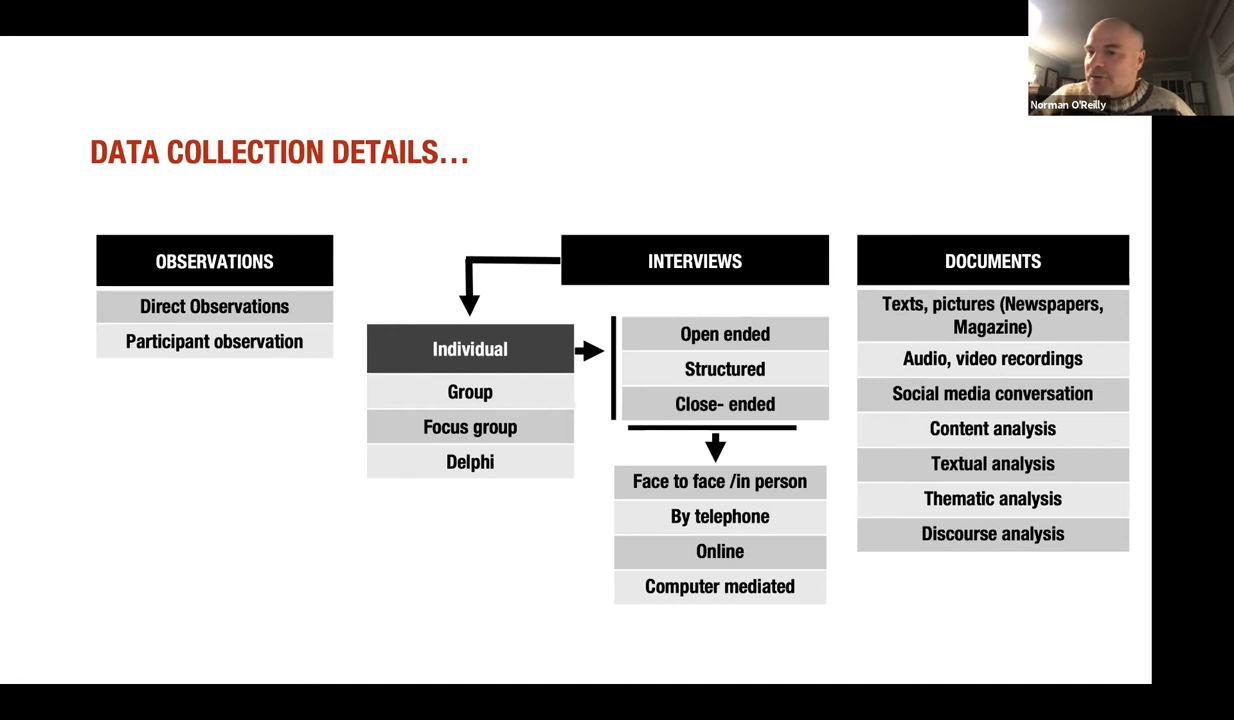 Norman O'Reilly
DATA COLLECTION DETAILS...
OBSERVATIONS
Direct Observations
Participant observation
INTERVIEWS
Individual
Group
Focus group
Delphi
Open ended
Structured
Close- ended
Face to face /in person
By telephone
Online
Computer mediated
DOCUMENTS
Texts, pictures (Newspapers,
Magazine)
Audio, video recordings
Social media conversation
Content analysis
Textual analysis
Thematic analysis
Discourse analysis